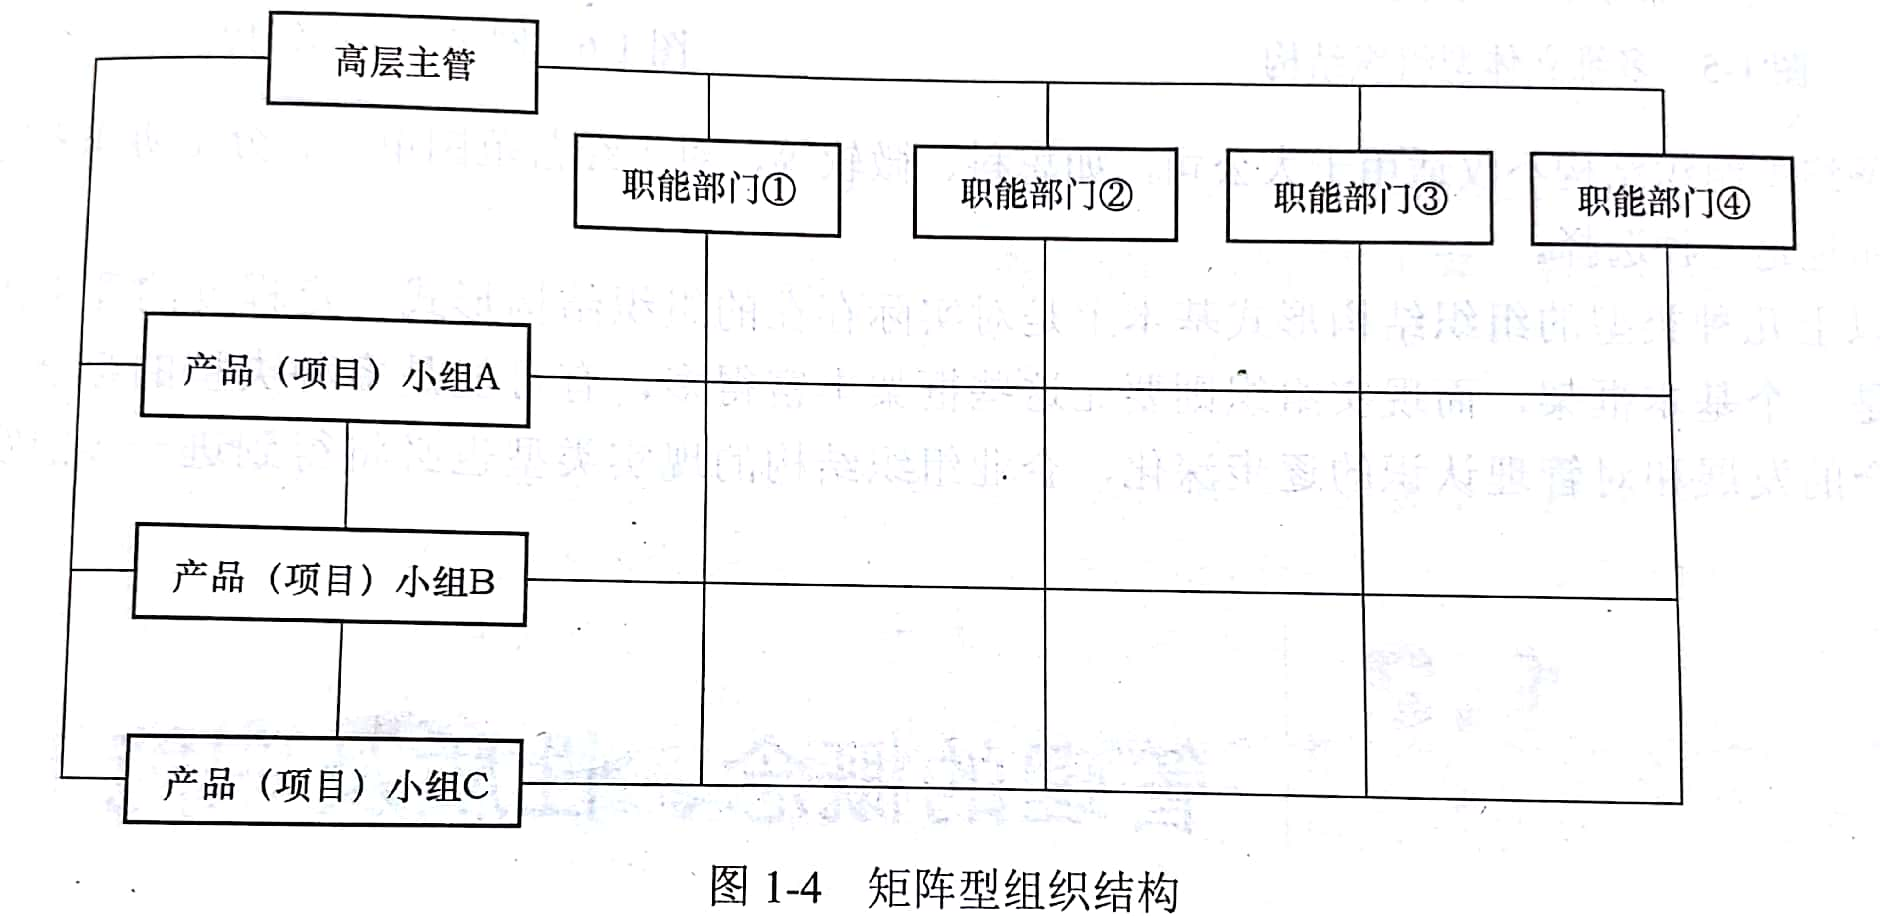 高层主管
职能部门①
职能部门②
职能部门③
职能部门④
产品（项目）小组A
产品（项目）小组B
产品（项目）小组C
图 1-4 矩阵型组织结构